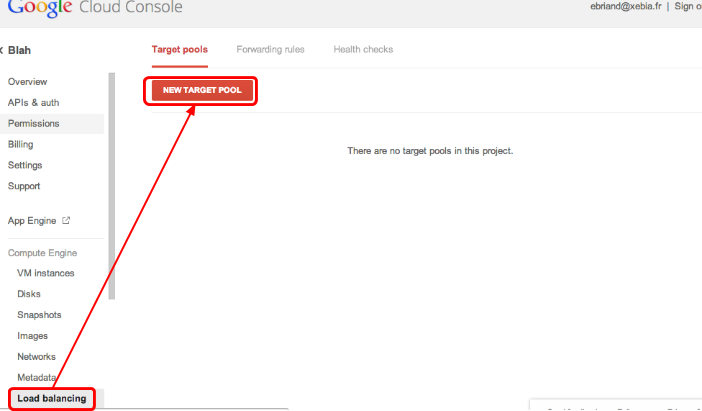 Google Cloud Console
ebriand@xebia.fr | Sign o
Blah
Target pools Forwarding rules Health checks
Overview
NEW TARGET POOL
APIs & auth
Permissions
Billing
There are no target pools in this project.
Settings
Support
App Engine
Compute Engine
VM instances
Disks
Snapshots
Images
Networks
Metadata
Load balancing